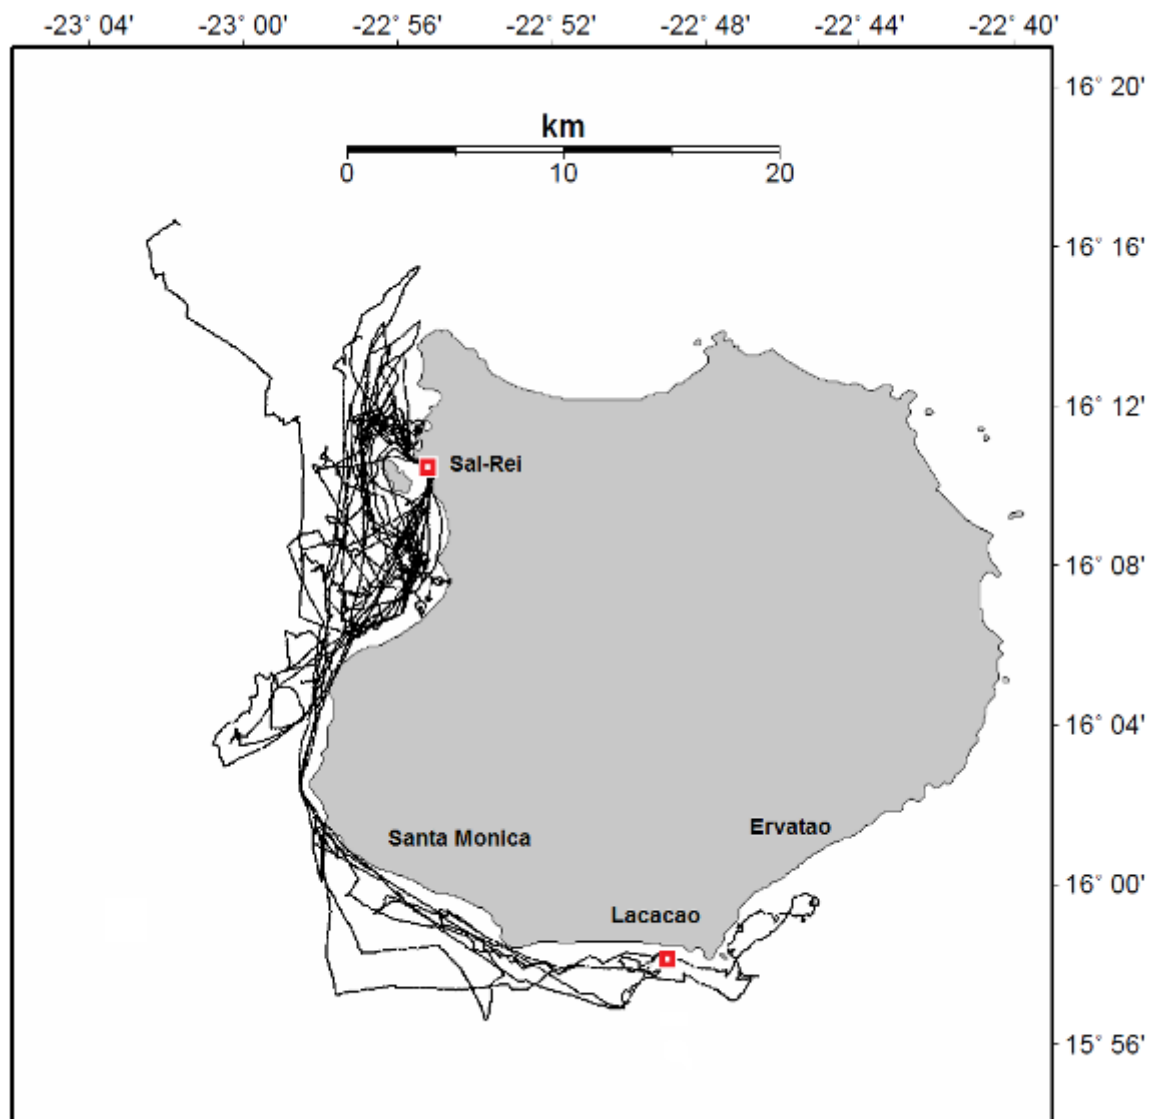 -23° 04' -23° 00' -22° 56' -22° 52' -22° 48' -22° 44' -22° 40'
16° 20'
km
0 10 20
16° 16'
16° 12'
Sal-Rei
16° 08'
16° 04'
Ervatao
Santa Monica
16° 00'
Lacacao
15° 56'